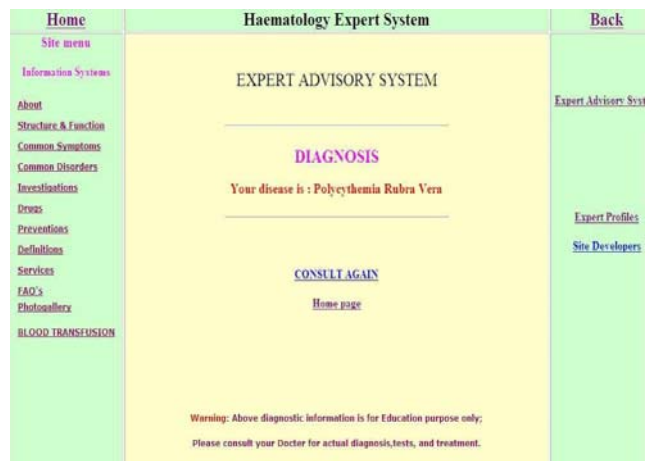 Home
Haematology Expert System
Back
Site menu
Information Systems
About
Structure & Function
Common Symptoms
Common Disorders
Investigations
Drugs
Preventions
Definitions
Services
FAQ's
Photogallery
BLOOD TRANSFUSION
EXPERT ADVISORY SYSTEM
DIAGNOSIS
Your disease is : Polycythemia Rubra Vera
CONSULT AGAIN
Home page
Warning: Above diagnostic information is for Education purpose only;
Please consult your Docter for actual diagnosis,tests, and treatment.
Expert Advisory Syst
Expert Profiles
Site Developers